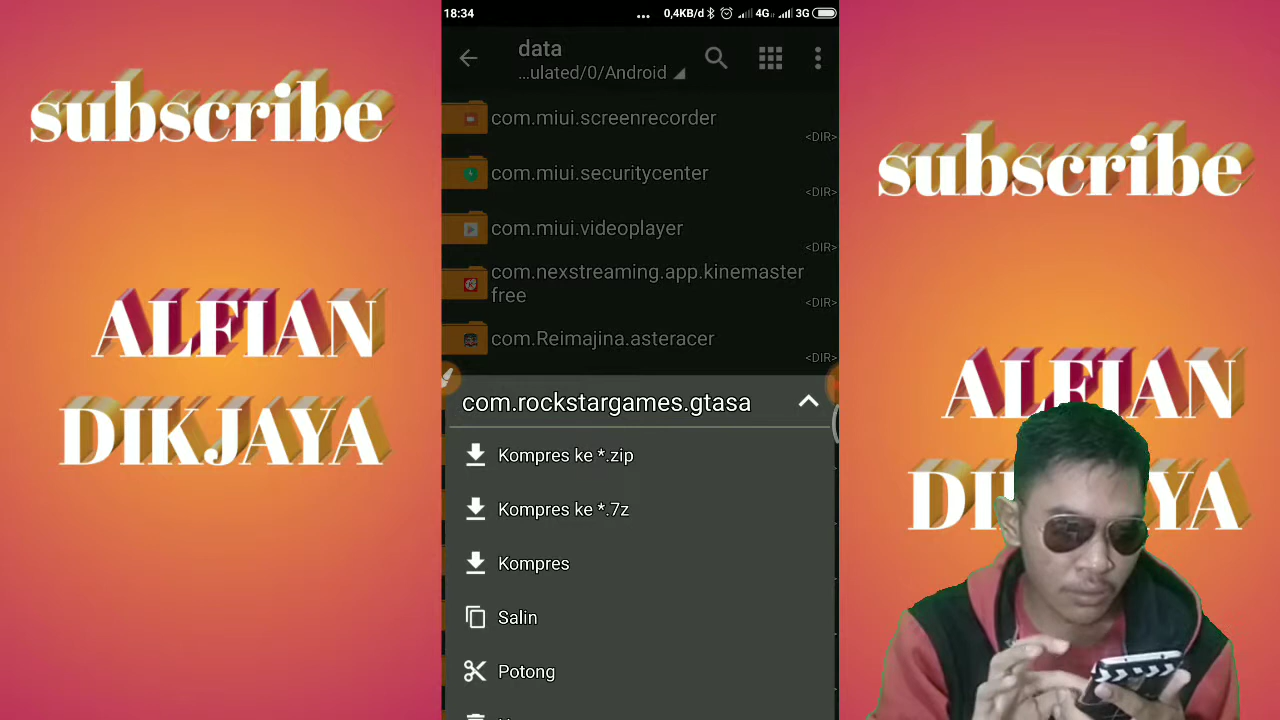 subscribe
ALFIAN
DIKJAYA
18:34
... 0,4KB/d 4G 3G
data
...ulated/0/Android
com.miui.screenrecorder
<DIR>
com.miui.securitycenter
<DIR>
com.miui.videoplayer
<DIR>
com.nexstreaming.app.kinemaster
free
<DIR>
com.Reimajina.asteracer
<DIR>
com.rockstargames.gtasa
Kompres ke *.zip
Kompres ke *.7z
Kompres
Salin
Potong
subscribe
ALFIAN
DI YA